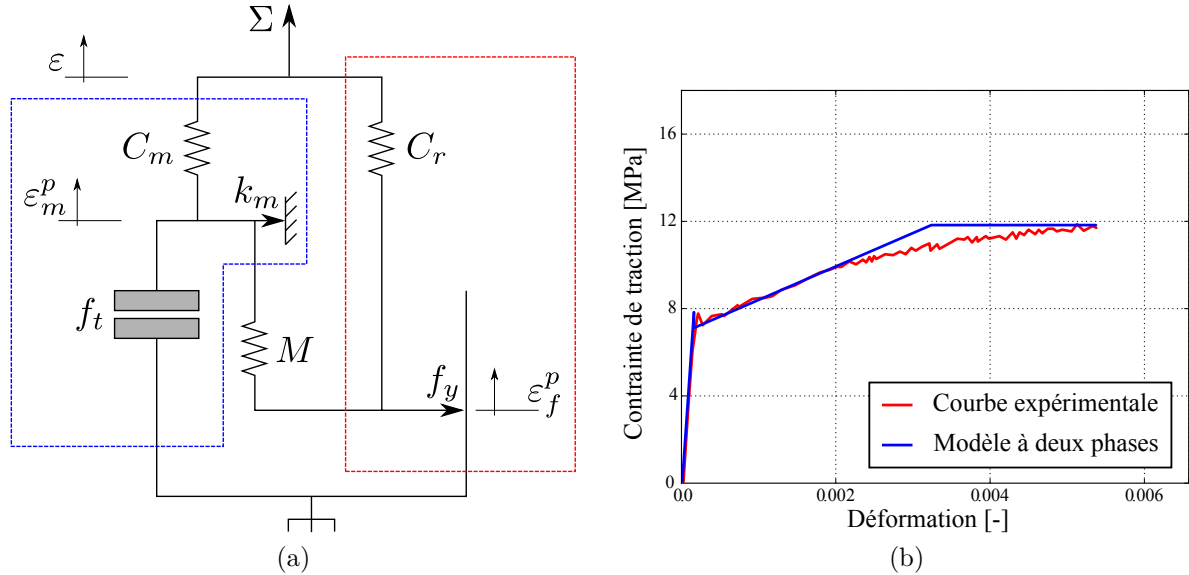 Σ
ε
C_m
C_r
ε_m^p
k_m
f_t
M
f_y
ε_f^p
(a)
Contrainte de traction [MPa]
16
12
8
4
0
0.0
0.002
0.004
0.006
Déformation [-]
Courbe expérimentale
Modèle à deux phases
(b)